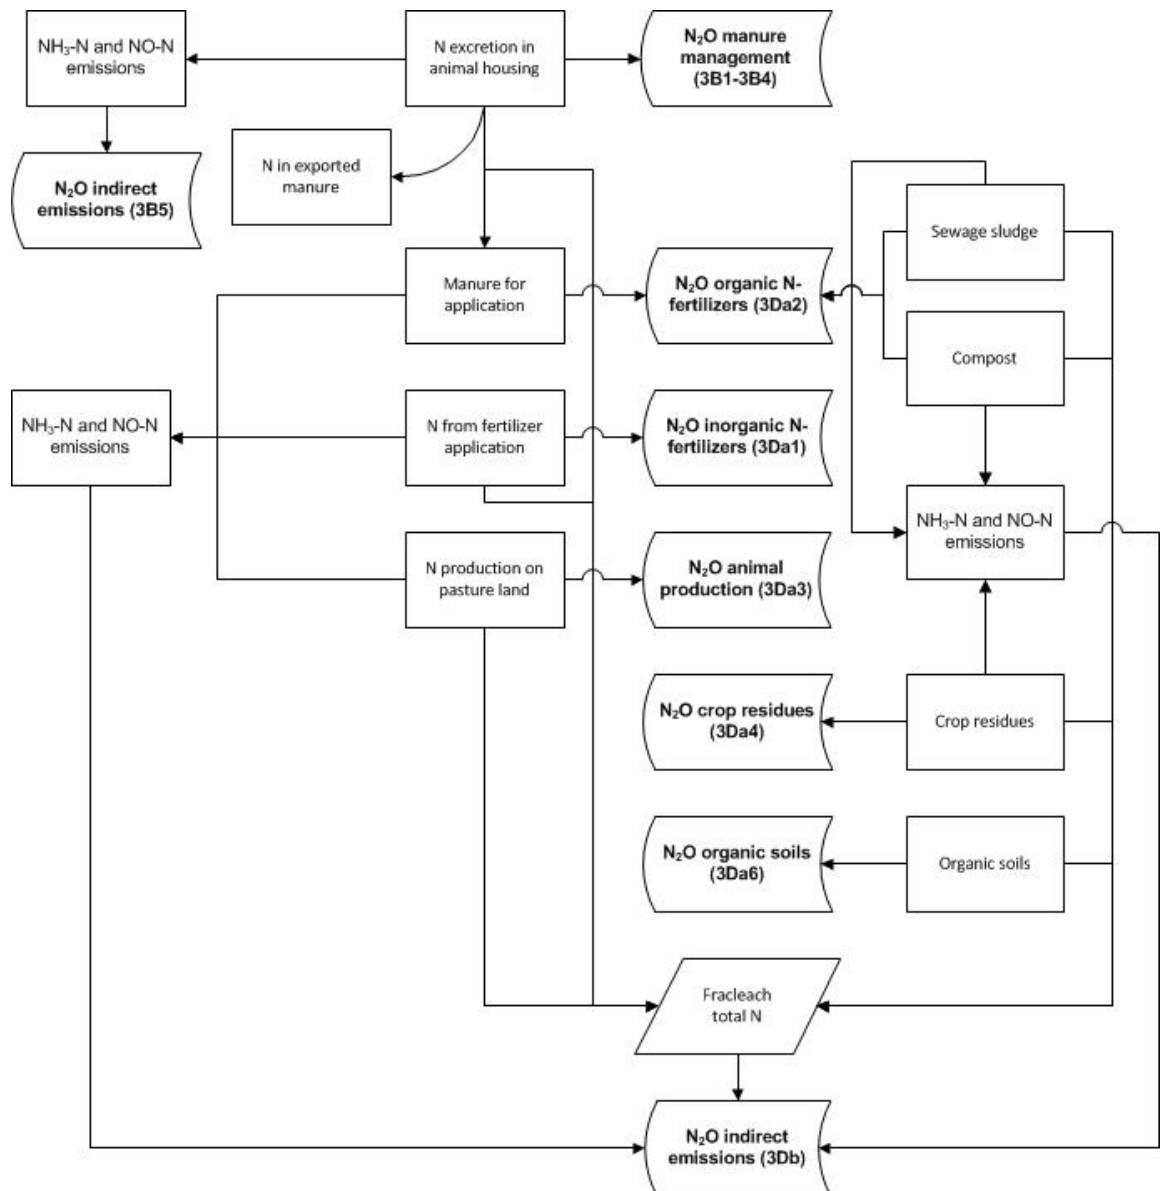 NH₃-N and NO-N
emissions
N excretion in
animal housing
N₂O manure
management
(3B1-3B4)
N in exported
manure
N₂O indirect
emissions (3B5)
Sewage sludge
Manure for
application
N₂O organic N-
fertilizers (3Da2)
Compost
NH₃-N and NO-N
emissions
N from fertilizer
application
N₂O inorganic N-
fertilizers (3Da1)
NH₃-N and NO-N
emissions
N production on
pasture land
N₂O animal
production (3Da3)
N₂O crop residues
(3Da4)
Crop residues
N₂O organic soils
(3Da6)
Organic soils
Fracleach
total N
N₂O indirect
emissions (3Db)